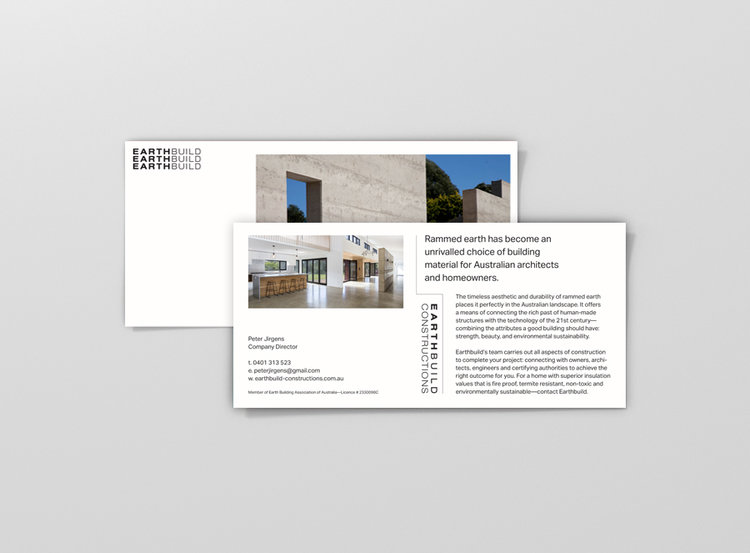 EARTHBUILD
EARTHBUILD
EARTHBUILD
Rammed earth has become an
unrivalled choice of building
material for Australian architects
and homeowners.
EARTHBUILD
CONSTRUCTIONS
The timeless aesthetic and durability of rammed earth
places it perfectly in the Australian landscape. It offers
a means of connecting the rich past of human-made
structures with the technology of the 21st century—
combining the attributes a good building should have:
strength, beauty, and environmental sustainability.
Earthbuild's team carries out all aspects of construction
to complete your project: connecting with owners, archi-
tects, engineers and certifying authorities to achieve the
right outcome for you. For a home with superior insulation
values that is fire proof, termite resistant, non-toxic and
environmentally sustainable—contact Earthbuild.
Peter Jirgens
Company Director
t. 0401 313 523
e. peterjirgens@gmail.com
w. earthbuild-constructions.com.au
Member of Earth Building Association of Australia—Licence #